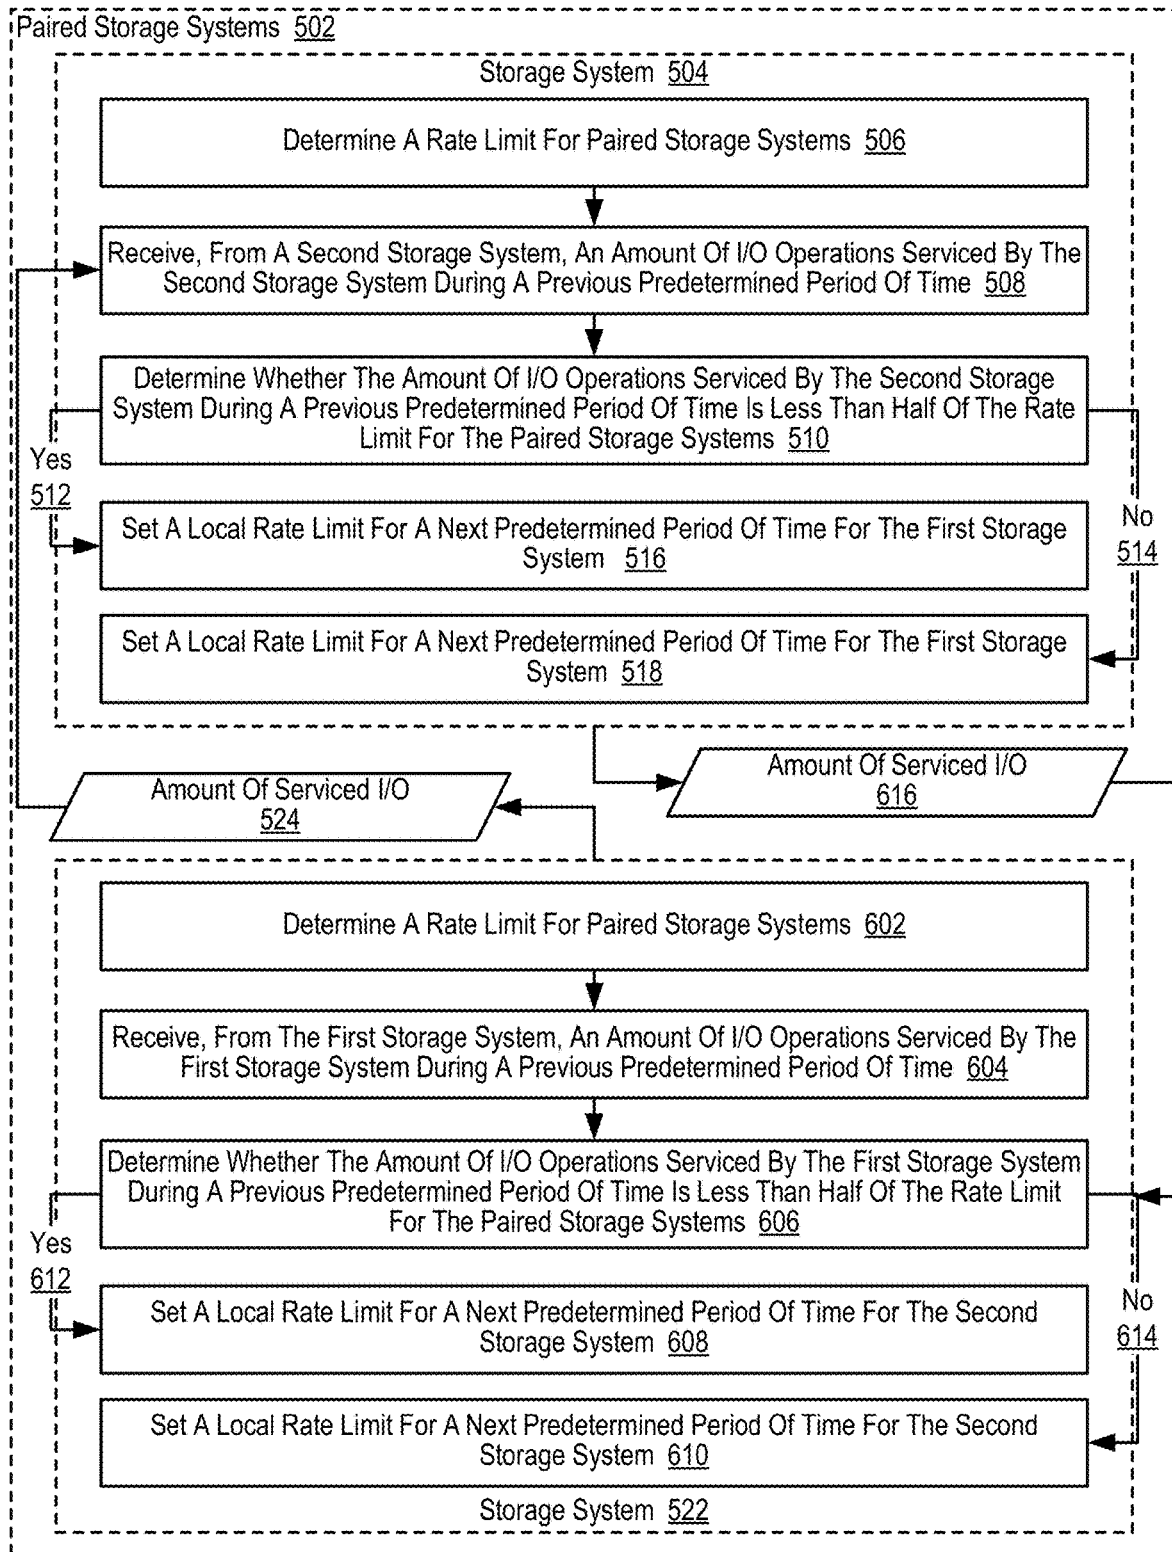 Paired Storage Systems 502
Storage System 504
Determine A Rate Limit For Paired Storage Systems 506
Receive, From A Second Storage System, An Amount Of I/O Operations Serviced By The
Second Storage System During A Previous Predetermined Period Of Time 508
Determine Whether The Amount Of I/O Operations Serviced By The Second Storage
System During A Previous Predetermined Period Of Time Is Less Than Half Of The Rate
Limit For The Paired Storage Systems 510
Yes
512
No
514
Set A Local Rate Limit For A Next Predetermined Period Of Time For The First Storage
System 516
Set A Local Rate Limit For A Next Predetermined Period Of Time For The First Storage
System 518
Amount Of Serviced I/O
524
Amount Of Serviced I/O
616
Determine A Rate Limit For Paired Storage Systems 602
Receive, From The First Storage System, An Amount Of I/O Operations Serviced By The
First Storage System During A Previous Predetermined Period Of Time 604
Determine Whether The Amount Of I/O Operations Serviced By The First Storage System
During A Previous Predetermined Period Of Time Is Less Than Half Of The Rate Limit
For The Paired Storage Systems 606
Yes
612
No
614
Set A Local Rate Limit For A Next Predetermined Period Of Time For The Second
Storage System 608
Set A Local Rate Limit For A Next Predetermined Period Of Time For The Second
Storage System 610
Storage System 522